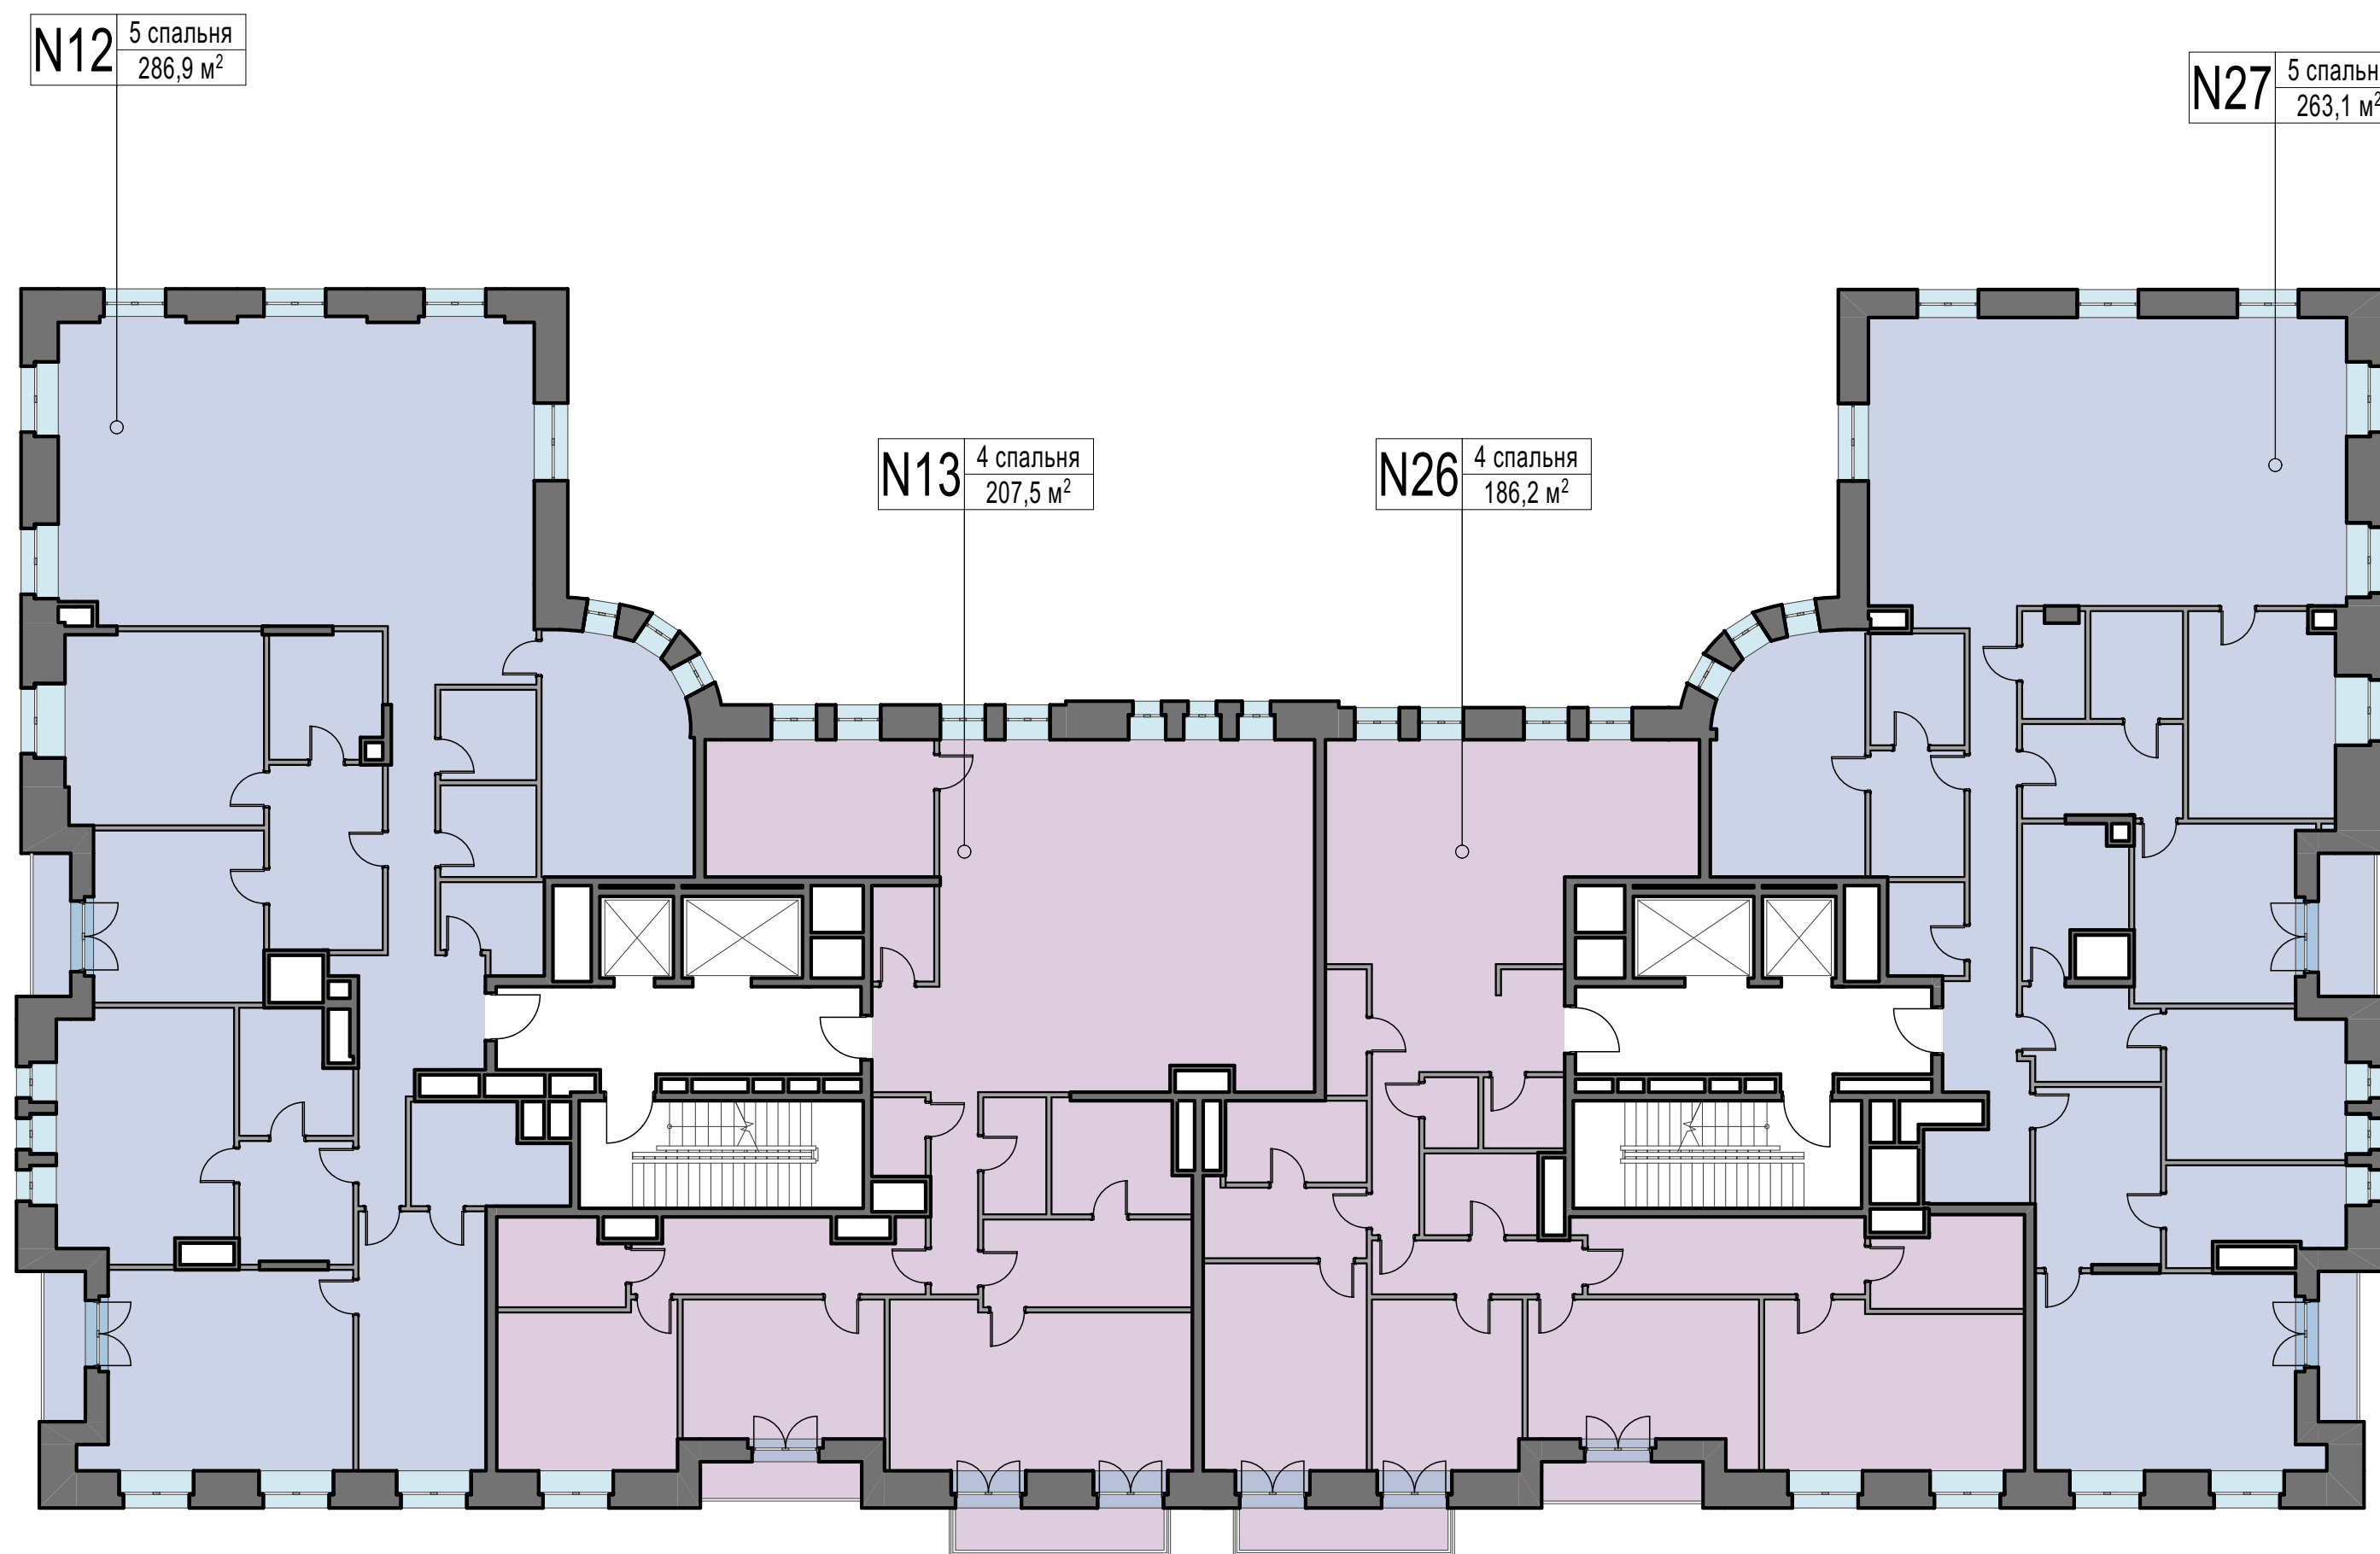 N12
5 спальня
286,9 м²
N27
5 спальн
263,1 м²
N13
4 спальня
207,5 м²
N26
4 спальня
186,2 м²